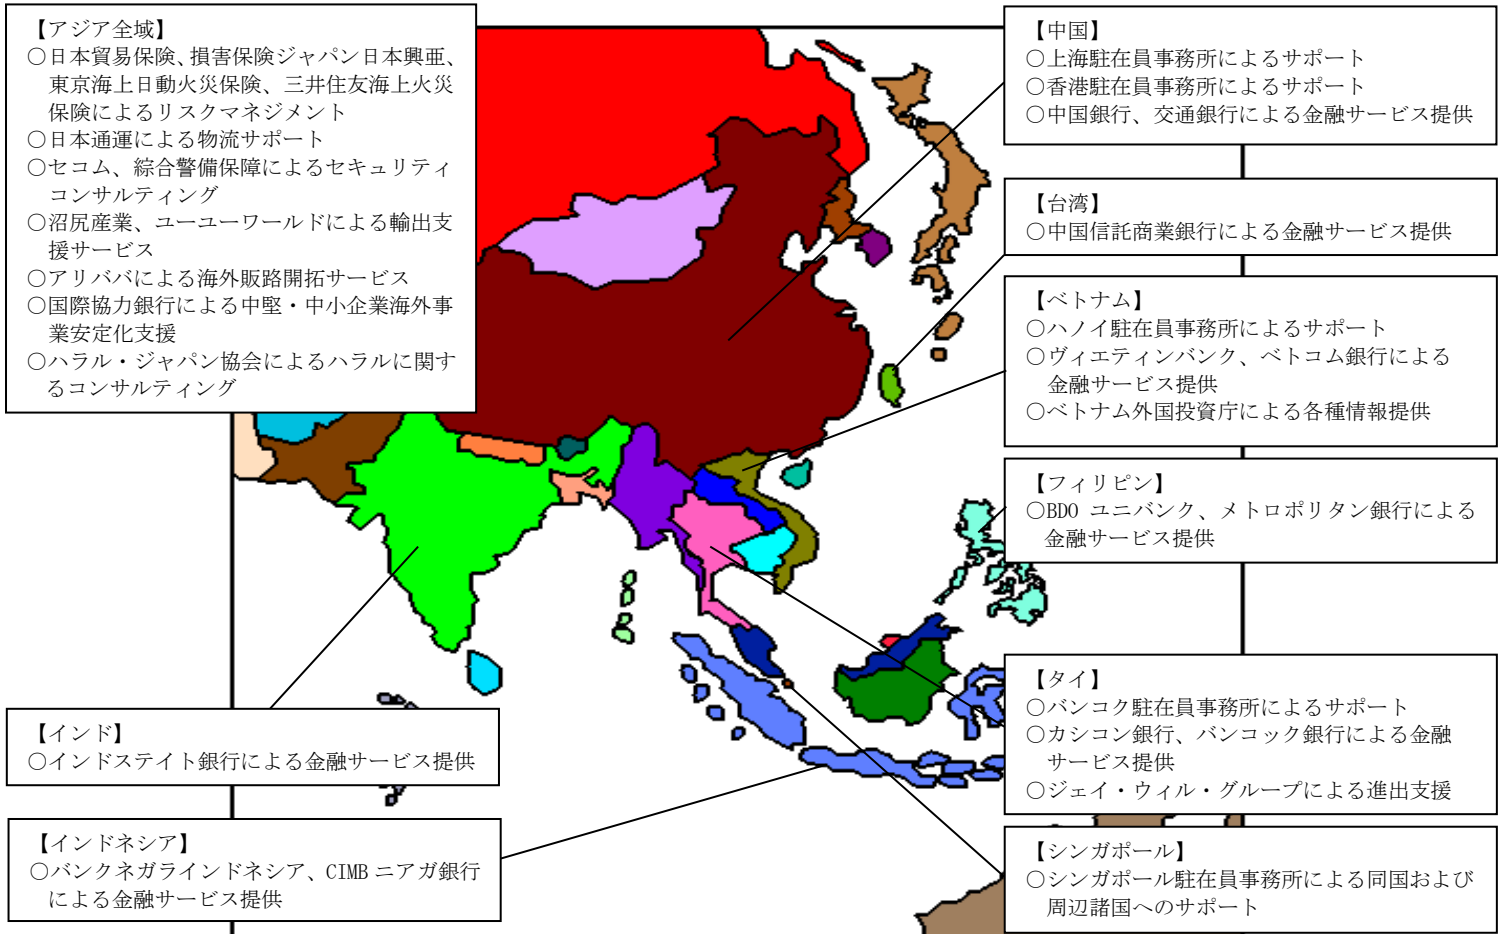 【アジア全域】
○日本貿易保険、損害保険ジャパン日本興亜、
東京海上日動火災保険、三井住友海上火災
保険によるリスクマネジメント
○日本通運による物流サポート
○セコム、綜合警備保障によるセキュリティ
コンサルティング
○沼尻産業、ユーユーワールドによる輸出支
援サービス
○アリババによる海外販路開拓サービス
○国際協力銀行による中堅・中小企業海外事
業安定化支援
○ハラル・ジャパン協会によるハラルに関す
るコンサルティング
【中国】
○上海駐在員事務所によるサポート
○香港駐在員事務所によるサポート
○中国銀行、交通銀行による金融サービス提供
【台湾】
○中国信託商業銀行による金融サービス提供
【ベトナム】
○ハノイ駐在員事務所によるサポート
○ヴィエティンバンク、ベトコム銀行による
金融サービス提供
○ベトナム外国投資庁による各種情報提供
【フィリピン】
○BDO ユニバンク、メトロポリタン銀行による
金融サービス提供
【タイ】
○バンコク駐在員事務所によるサポート
○カシコン銀行、バンコック銀行による金融
サービス提供
○ジェイ・ウィル・グループによる進出支援
【シンガポール】
○シンガポール駐在員事務所による同国および
周辺諸国へのサポート
【インド】
○インドステイト銀行による金融サービス提供
【インドネシア】
○バンクネガラインドネシア、CIMB ニアガ銀行
による金融サービス提供